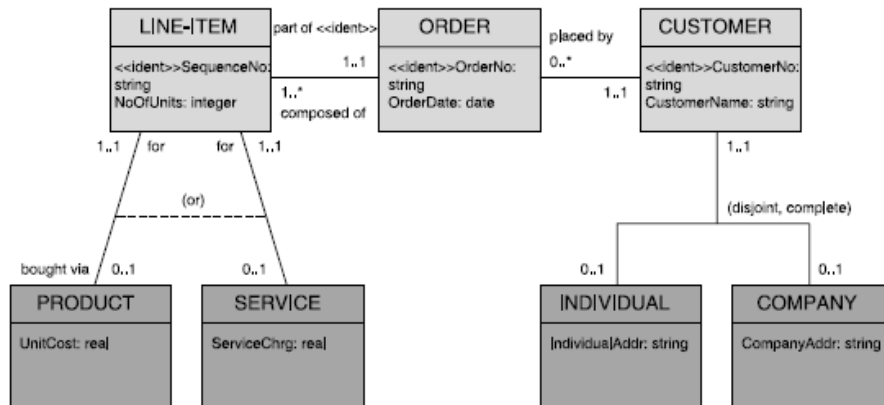 LINE-ITEM
part of <<ident>>
ORDER
placed by
CUSTOMER
<<ident>>SequenceNo:
string
NoOfUnits: integer
1..1
1..*
composed of
<<ident>>OrderNo:
string
OrderDate: date
0..*
1..1
<<ident>>CustomerNo:
string
CustomerName: string
1..1
for
for
1..1
1..1
(or)
(disjoint, complete)
bought via
0..1
0..1
0..1
0..1
PRODUCT
SERVICE
INDIVIDUAL
COMPANY
UnitCost: real
ServiceChrg: real
IndividualAddr: string
CompanyAddr: string